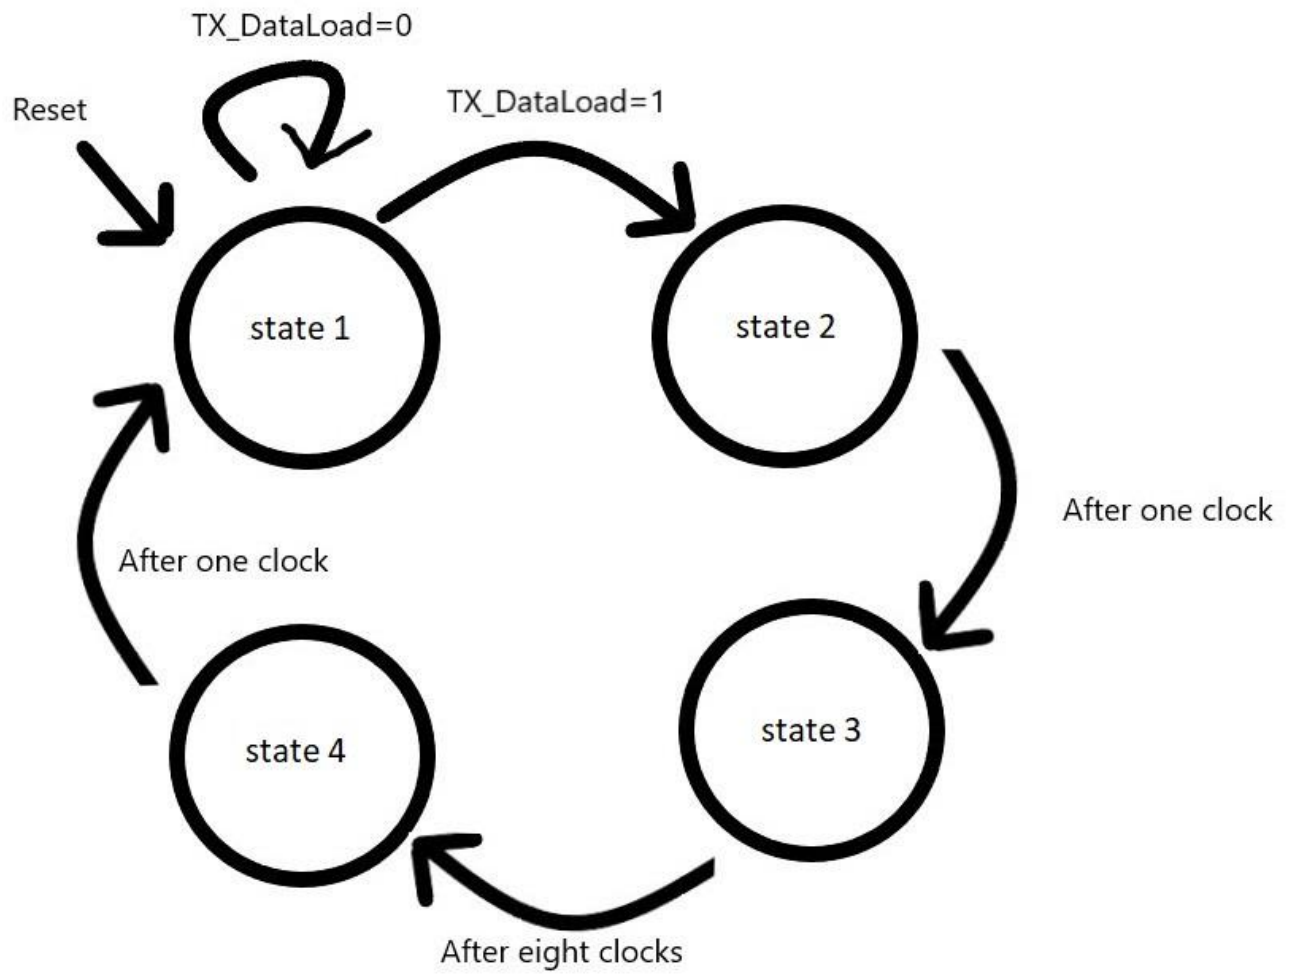 TX_DataLoad=0
Reset
TX_DataLoad=1
state 1
state 2
After one clock
After one clock
state 3
state 4
After eight clocks